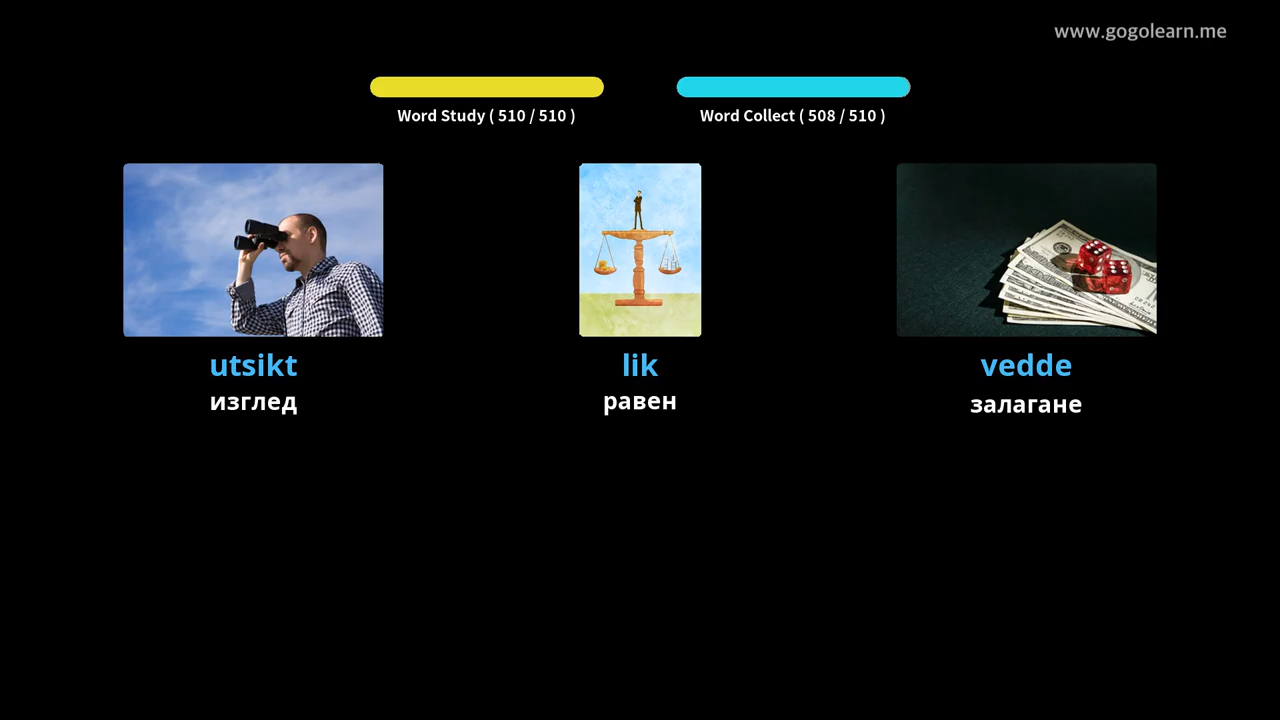 www.gogolearn.me
Word Study ( 510 / 510 )
Word Collect ( 508 / 510 )
utsikt
изглед
lik
равен
vedde
залагане